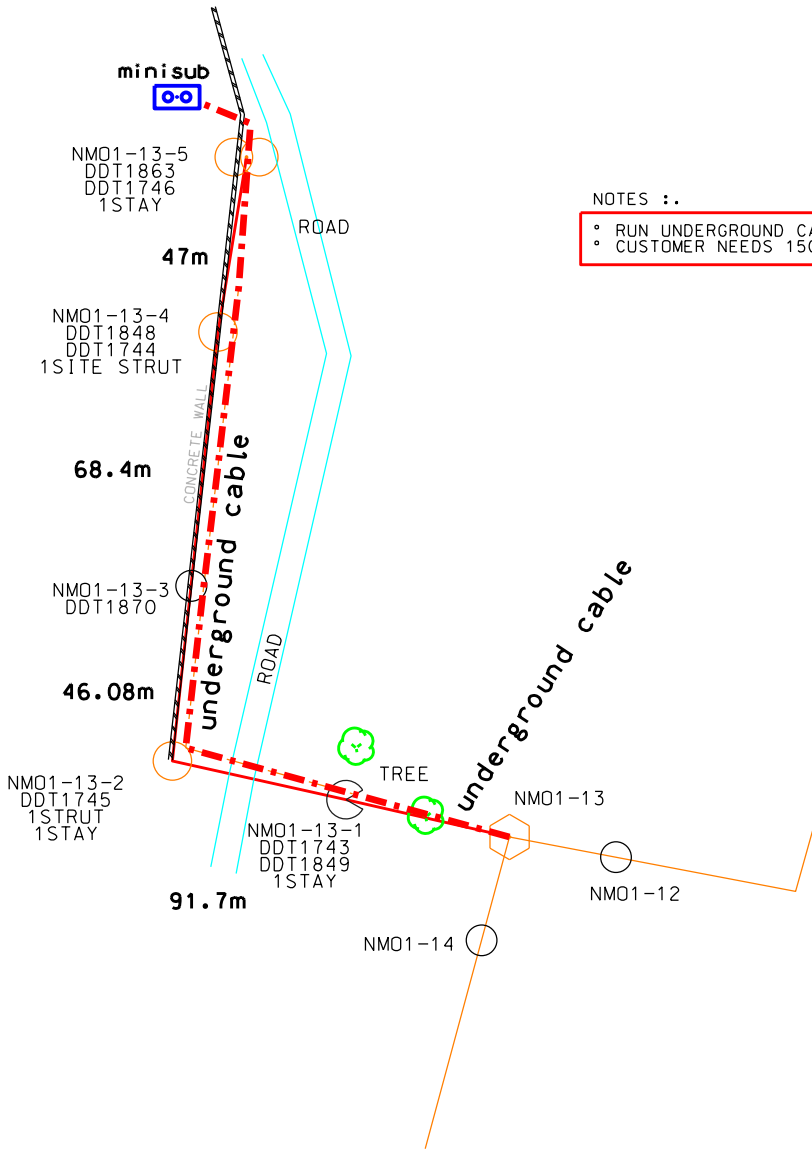 minisub
NM01-13-5
DDT1863
DDT1746
1STAY
NOTES :.
° RUN UNDERGROUND CA
° CUSTOMER NEEDS 150
ROAD
47m
NM01-13-4
DDT1848
DDT1744
1SITE STRUT
CONCRETE WALL
68.4m
underground cable
NM01-13-3
DDT1870
underground cable
ROAD
46.08m
TREE
NM01-13-2
DDT1745
1STRUT
1STAY
NM01-13
NM01-13-1
DDT1743
DDT1849
1STAY
NM01-12
91.7m
NM01-14